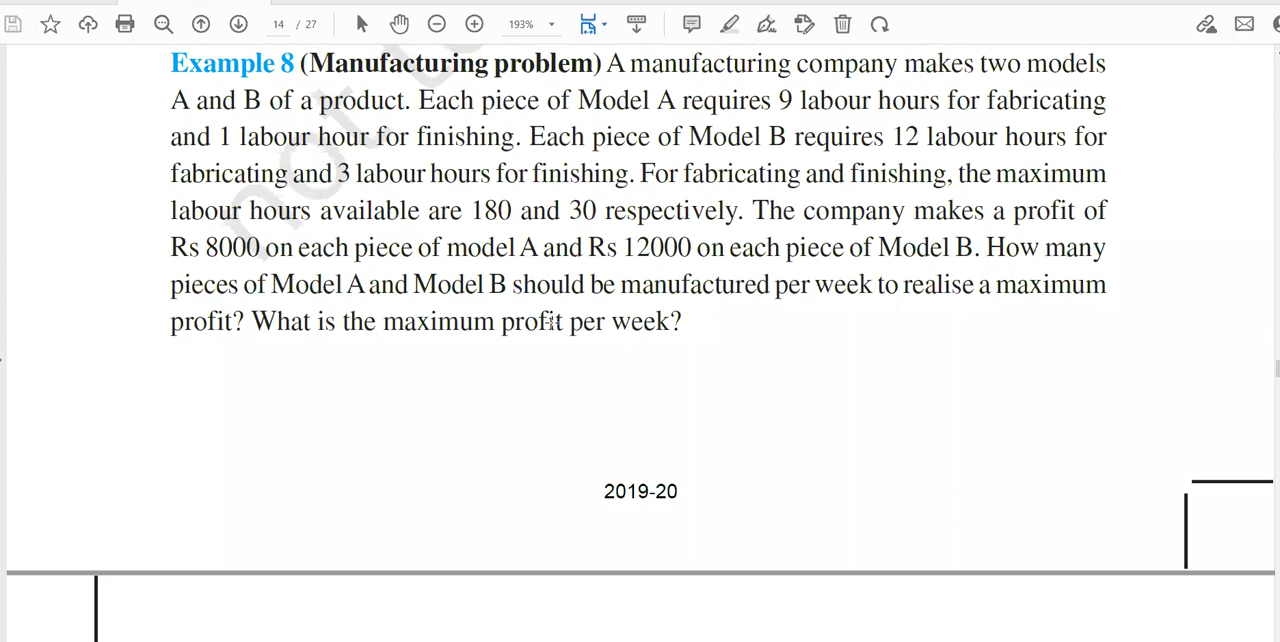 14 / 27
193%
Example 8 (Manufacturing problem) A manufacturing company makes two models
A and B of a product. Each piece of Model A requires 9 labour hours for fabricating
and 1 labour hour for finishing. Each piece of Model B requires 12 labour hours for
fabricating and 3 labour hours for finishing. For fabricating and finishing, the maximum
labour hours available are 180 and 30 respectively. The company makes a profit of
Rs 8000 on each piece of model A and Rs 12000 on each piece of Model B. How many
pieces of Model A and Model B should be manufactured per week to realise a maximum
profit? What is the maximum profit per week?
not
2019-20